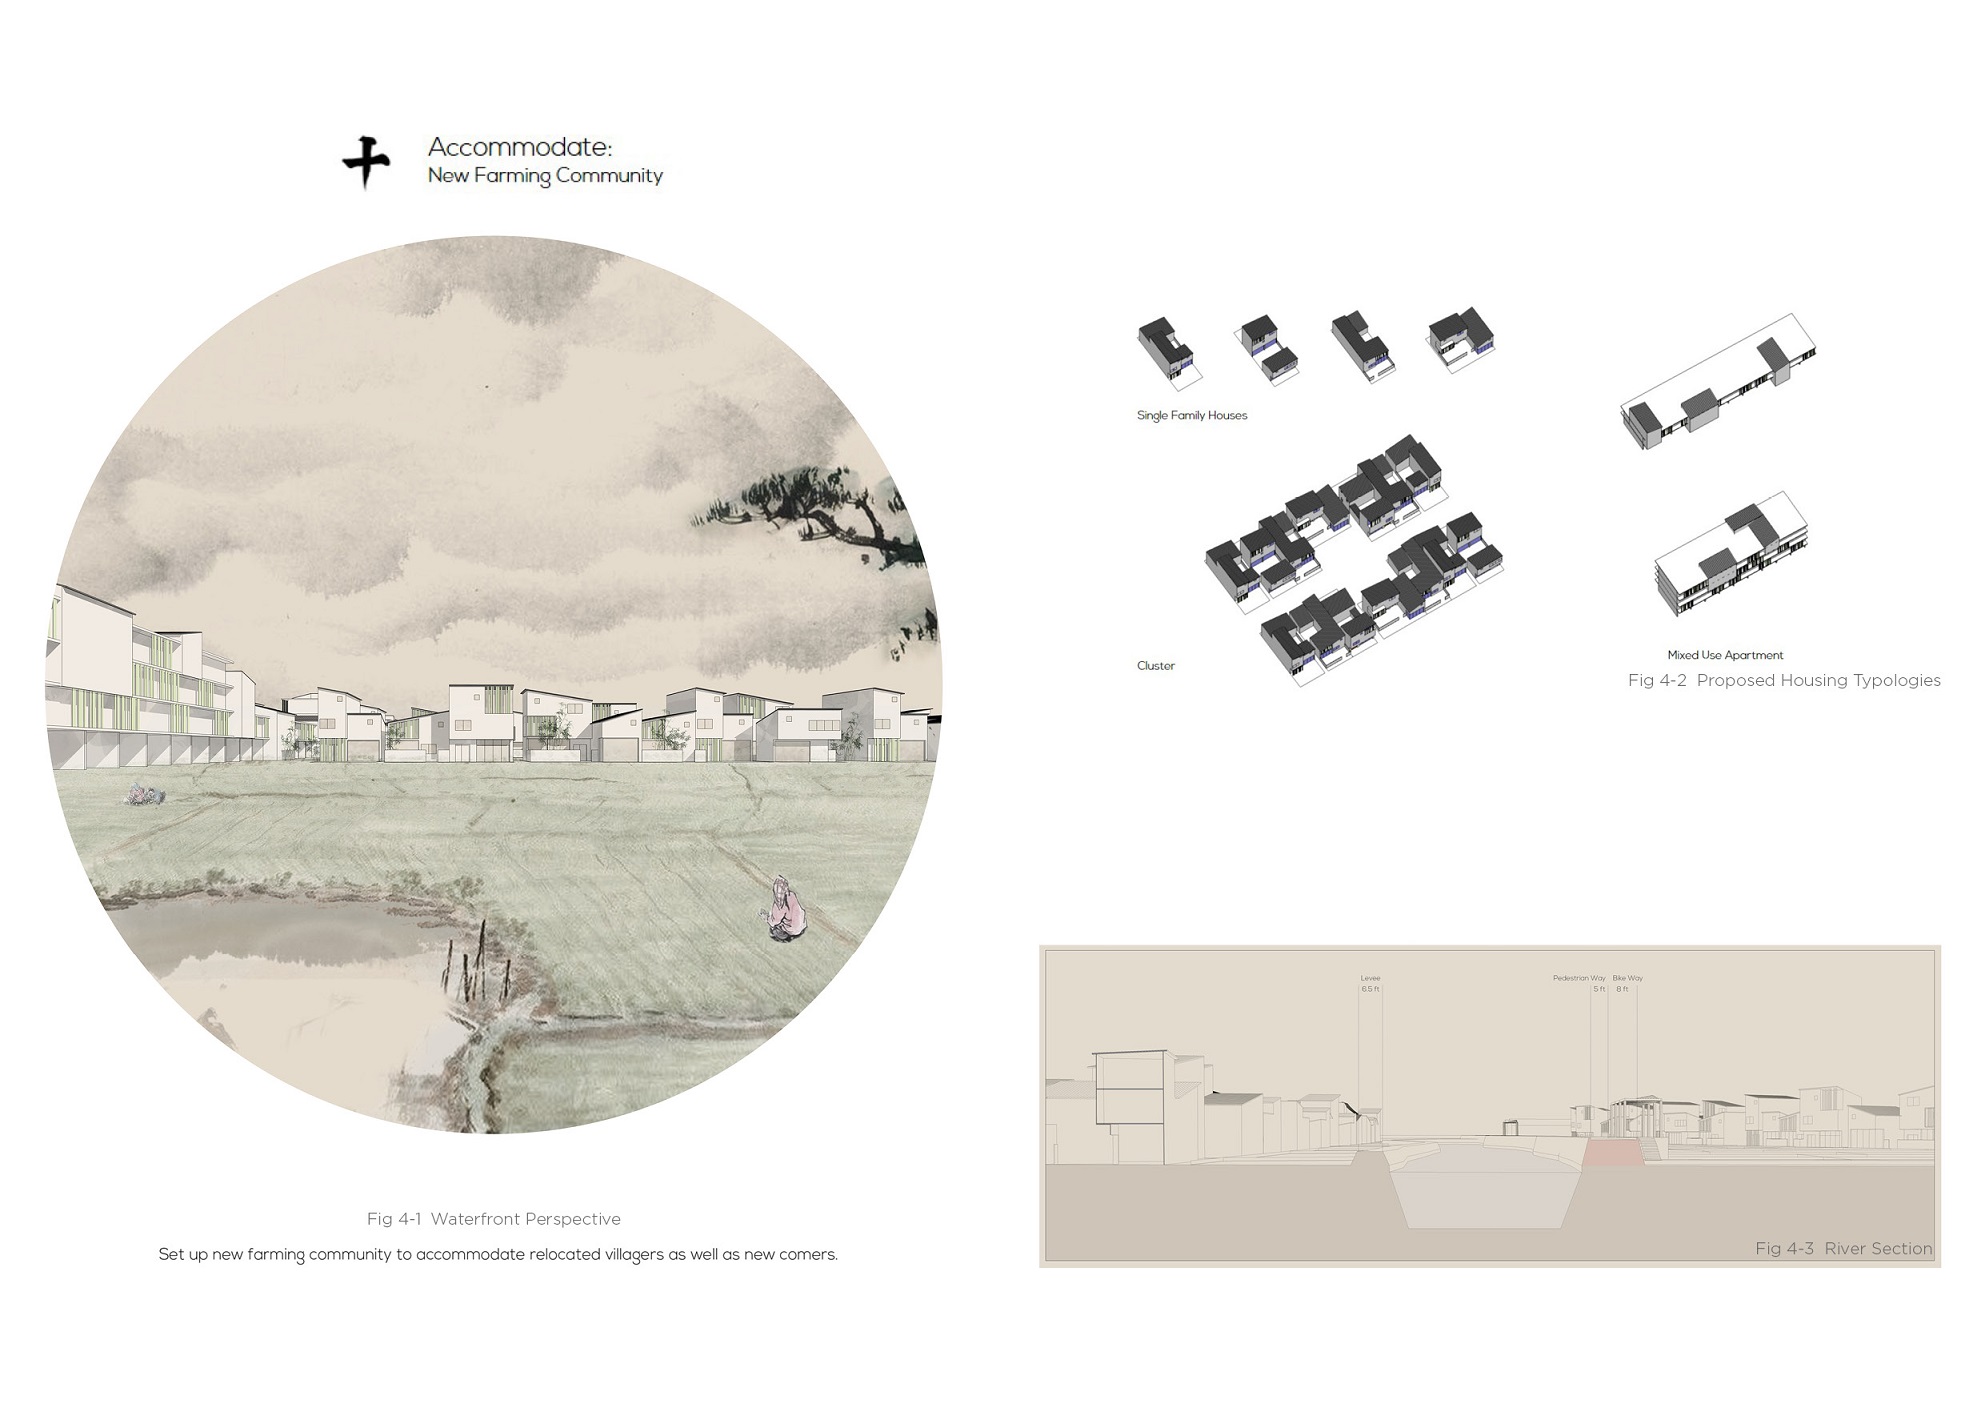 十
Accommodate:
New Farming Community
Fig 4-1 Waterfront Perspective
Set up new farming community to accommodate relocated villagers as well as new comers.
Single Family Houses
Cluster
Mixed Use Apartment
Fig 4-2 Proposed Housing Typologies
Levee
6.5 ft
Pedestrian Way
5 ft
Bike Way
8 ft
Fig 4-3 River Section